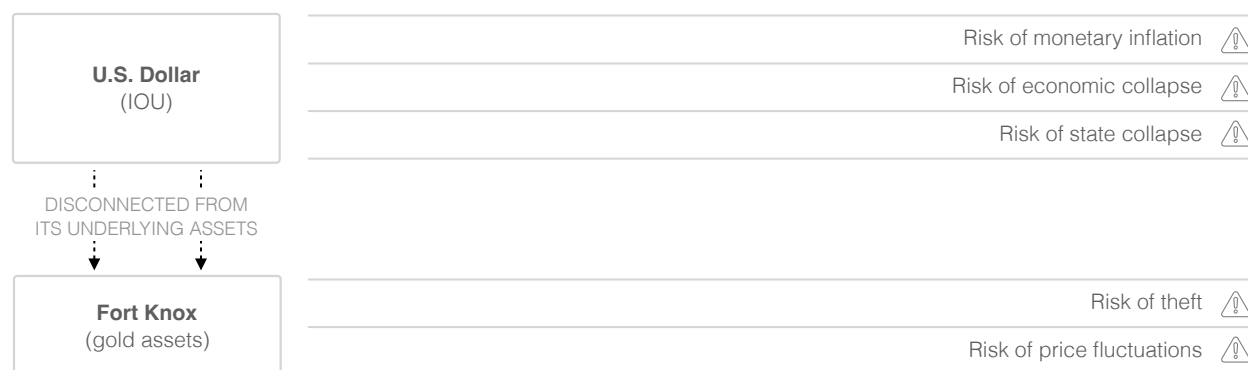 U.S. Dollar
(IOU)
Risk of monetary inflation
Risk of economic collapse
Risk of state collapse
DISCONNECTED FROM
ITS UNDERLYING ASSETS
Fort Knox
(gold assets)
Risk of theft
Risk of price fluctuations